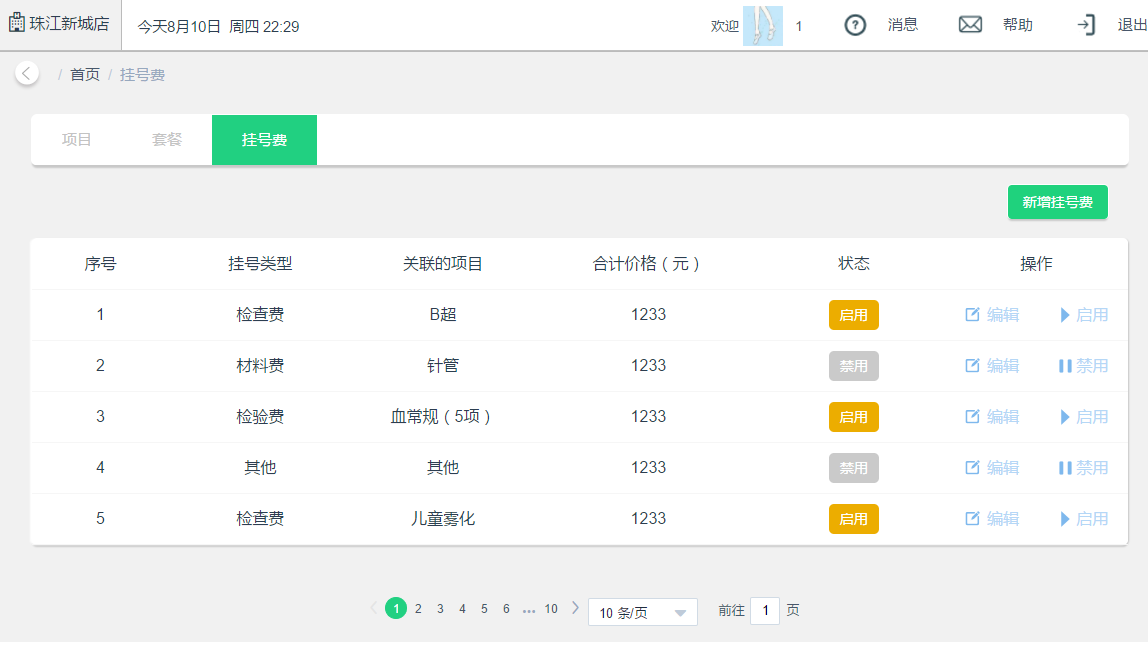 珠江新城店 今天8月10日 周四 22:29 欢迎 1 ? 消息 帮助 退出
/ 首页 / 挂号费
项目 套餐 挂号费
新增挂号费
序号 挂号类型 关联的项目 合计价格（元） 状态 操作
1 检查费 B超 1233 启用 编辑 启用
2 材料费 针管 1233 禁用 编辑 禁用
3 检验费 血常规（5项） 1233 启用 编辑 启用
4 其他 其他 1233 禁用 编辑 禁用
5 检查费 儿童雾化 1233 启用 编辑 启用
1 2 3 4 5 6 ... 10 10 条/页 前往 1 页